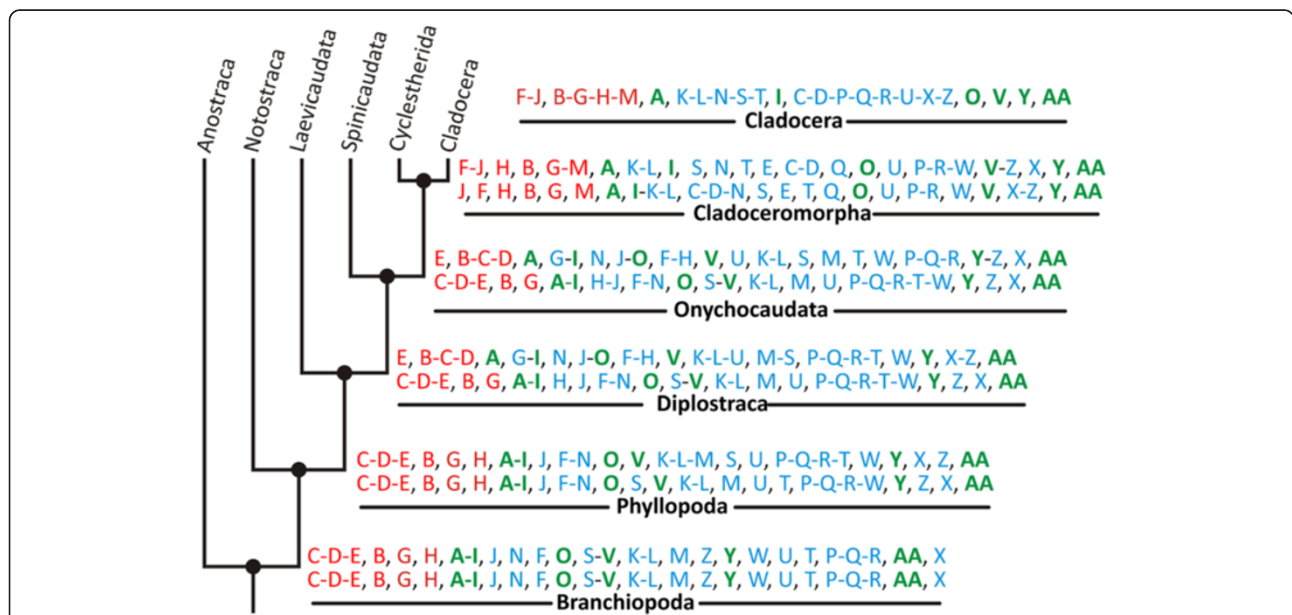 Anostraca
Notostraca
Laevicaudata
Spinicaudata
Cyclestherida
Cladocera
F-J, B-G-H-M, A, K-L-N-S-T, I, C-D-P-Q-R-U-X-Z, O, V, Y, AA
Cladocera
F-J, H, B, G-M, A, K-L, I, S, N, T, E, C-D, Q, O, U, P-R-W, V-Z, X, Y, AA
J, F, H, B, G, M, A, I-K-L, C-D-N, S, E, T, Q, O, U, P-R, W, V, X-Z, Y, AA
Cladoceromorpha
E, B-C-D, A, G-I, N, J-O, F-H, V, U, K-L, S, M, T, W, P-Q-R, Y-Z, X, AA
C-D-E, B, G, A-I, H-J, F-N, O, S-V, K-L, M, U, P-Q-R-T-W, Y, Z, X, AA
Onychocaudata
E, B-C-D, A, G-I, N, J-O, F-H, V, K-L-U, M-S, P-Q-R-T, W, Y, X-Z, AA
C-D-E, B, G, A-I, H, J, F-N, O, S-V, K-L, M, U, P-Q-R-T-W, Y, Z, X, AA
Diplostraca
C-D-E, B, G, H, A-I, J, F-N, O, V, K-L-M, S, U, P-Q-R-T, W, Y, X, Z, AA
C-D-E, B, G, H, A-I, J, F-N, O, S, V, K-L, M, U, T, P-Q-R-W, Y, Z, X, AA
Phyllopoda
C-D-E, B, G, H, A-I, J, N, F, O, S-V, K-L, M, Z, Y, W, U, T, P-Q-R, AA, X
C-D-E, B, G, H, A-I, J, N, F, O, S-V, K-L, M, Z, Y, W, U, T, P-Q-R, AA, X
Branchiopoda